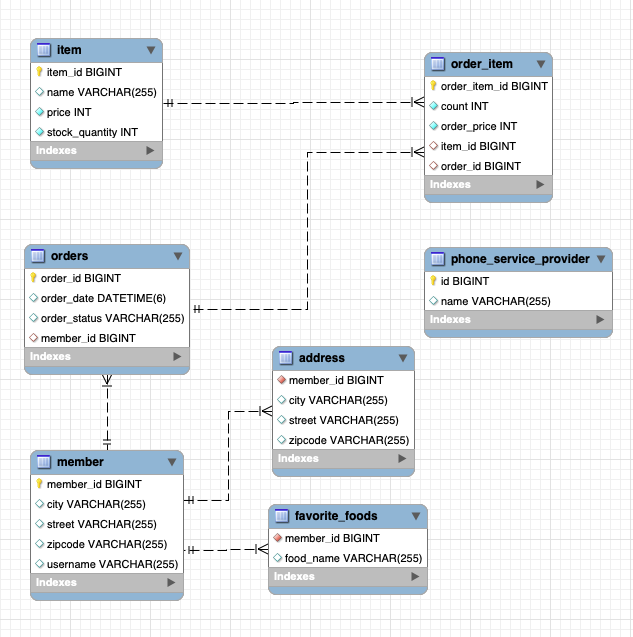 item
item_id BIGINT
name VARCHAR(255)
price INT
stock_quantity INT
Indexes
order_item
order_item_id BIGINT
count INT
order_price INT
item_id BIGINT
order_id BIGINT
Indexes
orders
order_id BIGINT
order_date DATETIME(6)
order_status VARCHAR(255)
member_id BIGINT
Indexes
phone_service_provider
id BIGINT
name VARCHAR(255)
Indexes
address
member_id BIGINT
city VARCHAR(255)
street VARCHAR(255)
zipcode VARCHAR(255)
Indexes
member
member_id BIGINT
city VARCHAR(255)
street VARCHAR(255)
zipcode VARCHAR(255)
username VARCHAR(255)
Indexes
favorite_foods
member_id BIGINT
food_name VARCHAR(255)
Indexes